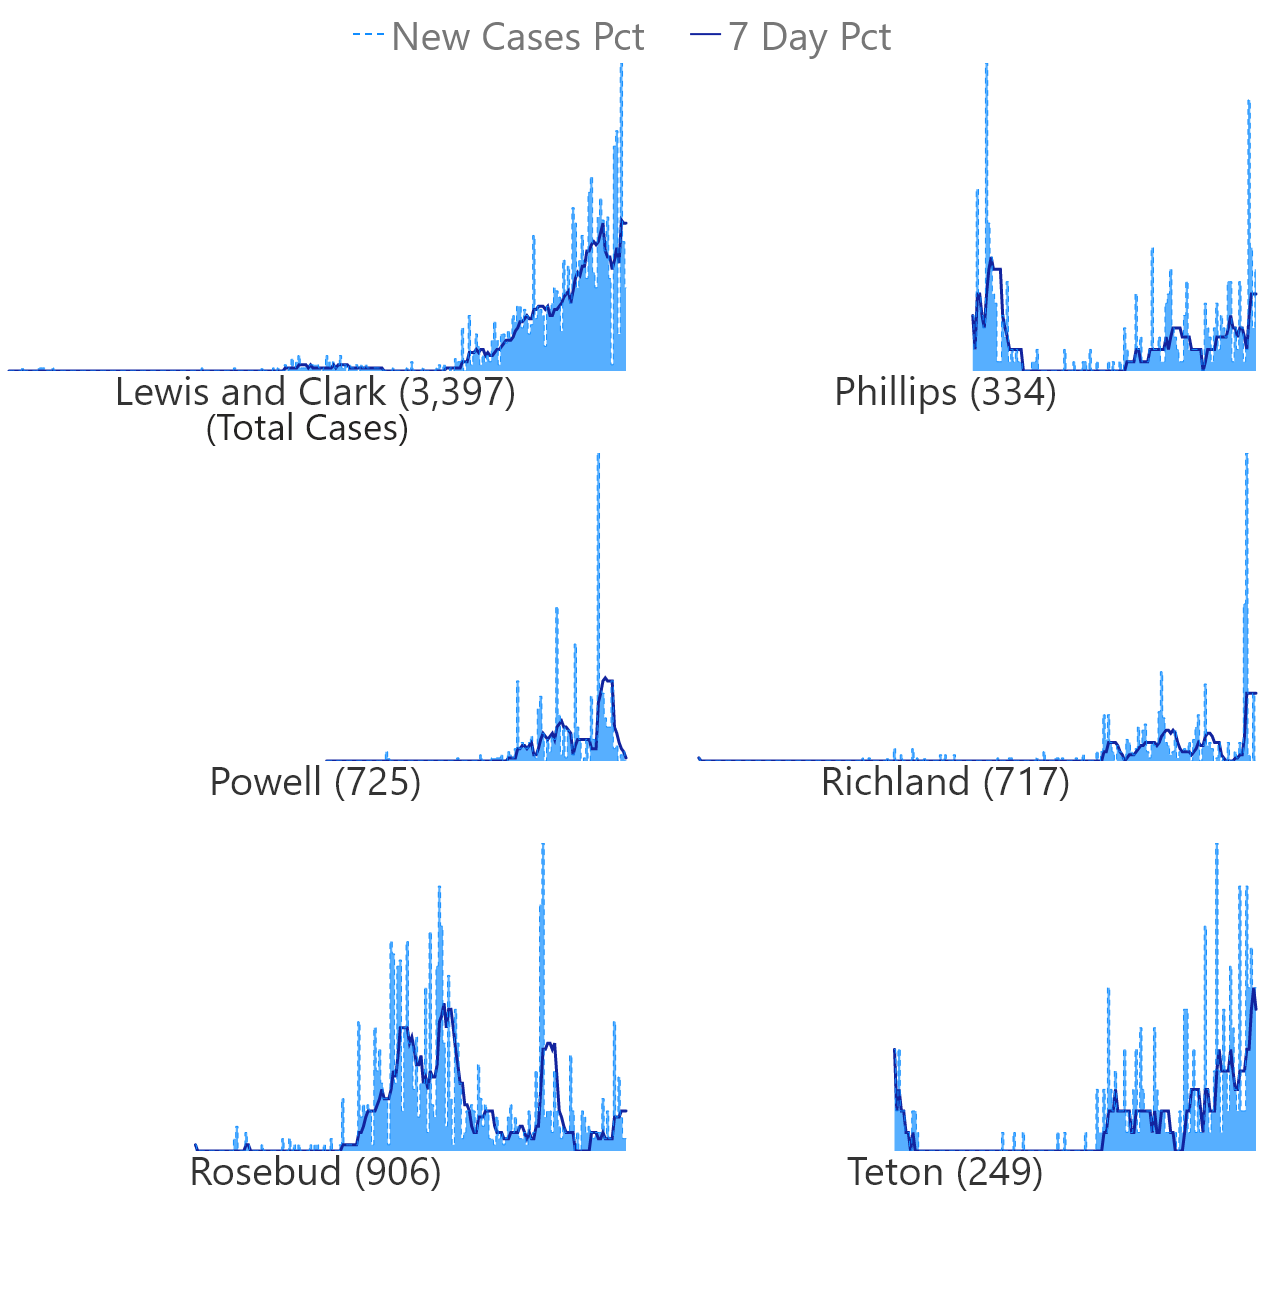 New Cases Pct 7 Day Pct
Lewis and Clark (3,397) Phillips (334)
(Total Cases)
Powell (725) Richland (717)
Rosebud (906) Teton (249)